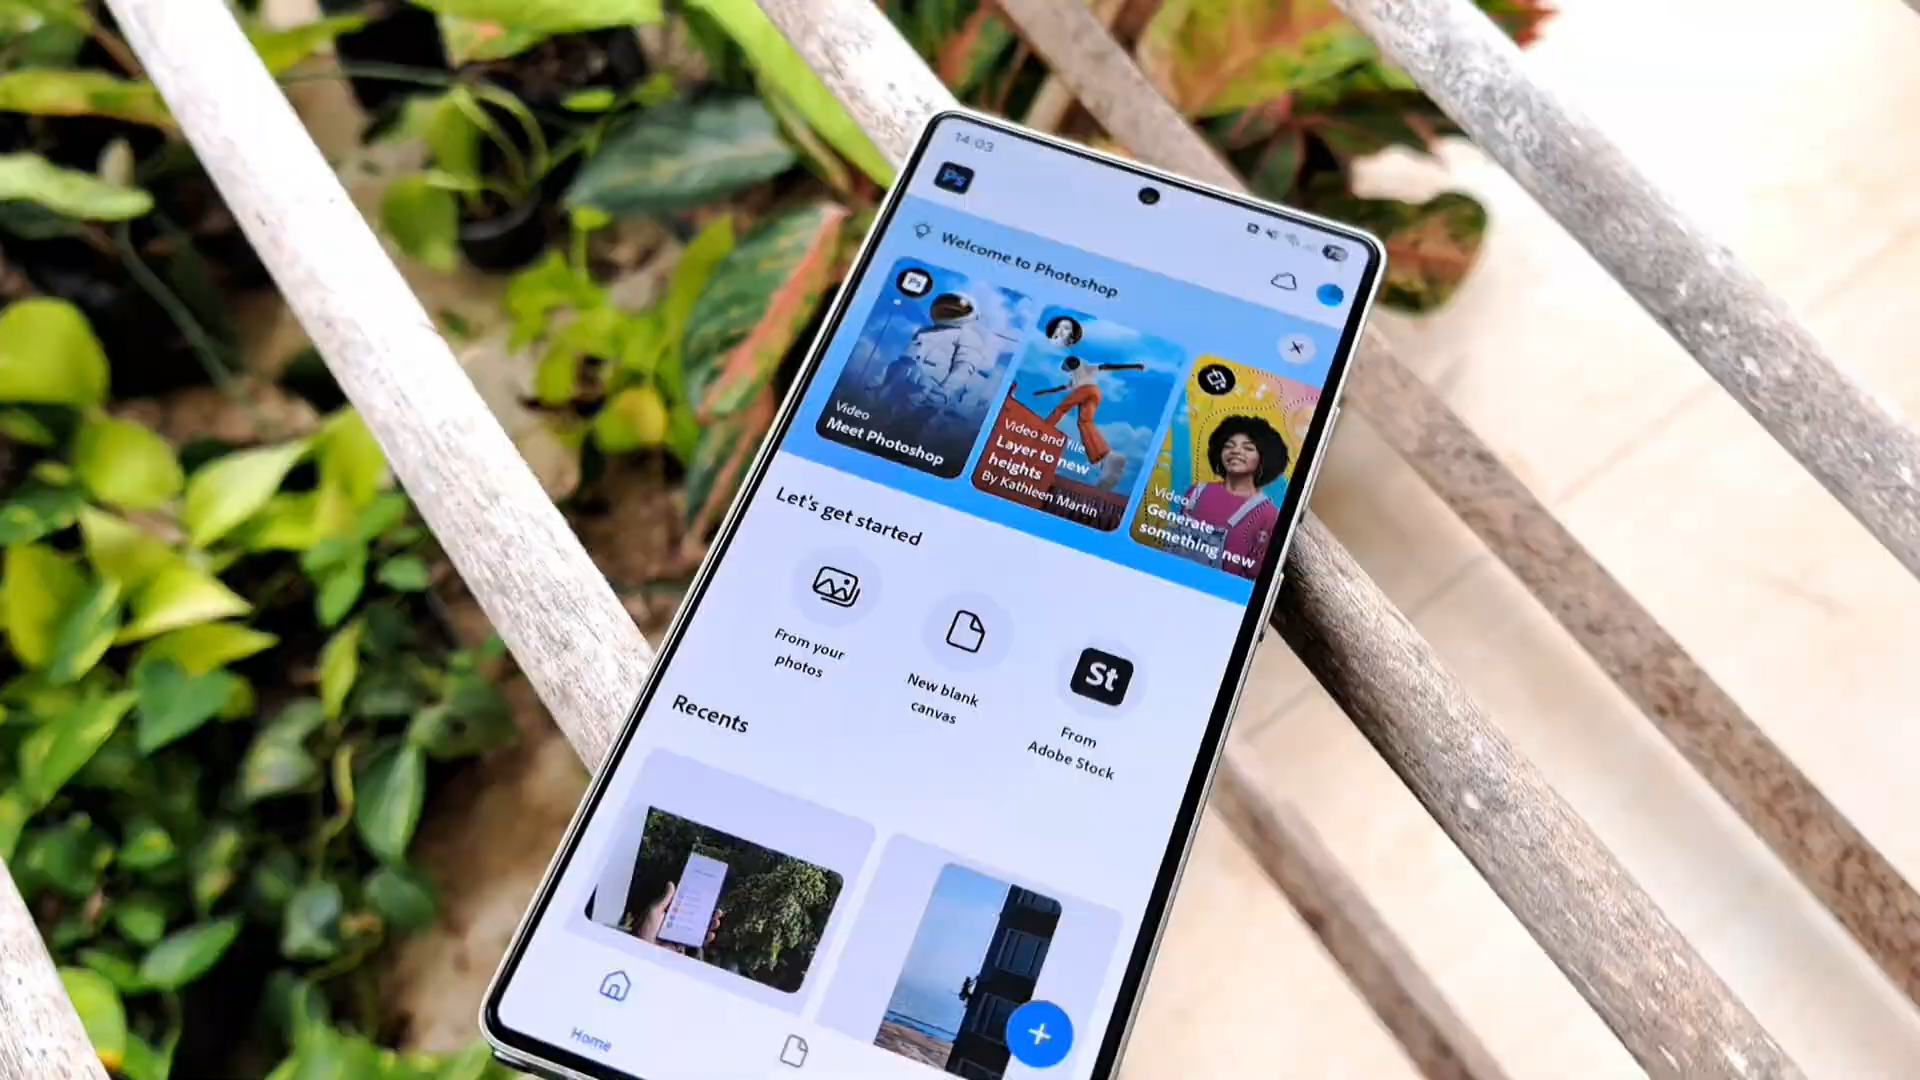 14:03
Ps
Welcome to Photoshop
Ps
Video
Meet Photoshop
Video and file
Layer to new
heights
By Kathleen Martin
Video
Generate
something new
Let's get started
From your
photos
New blank
canvas
St
From
Adobe Stock
Recents
Home